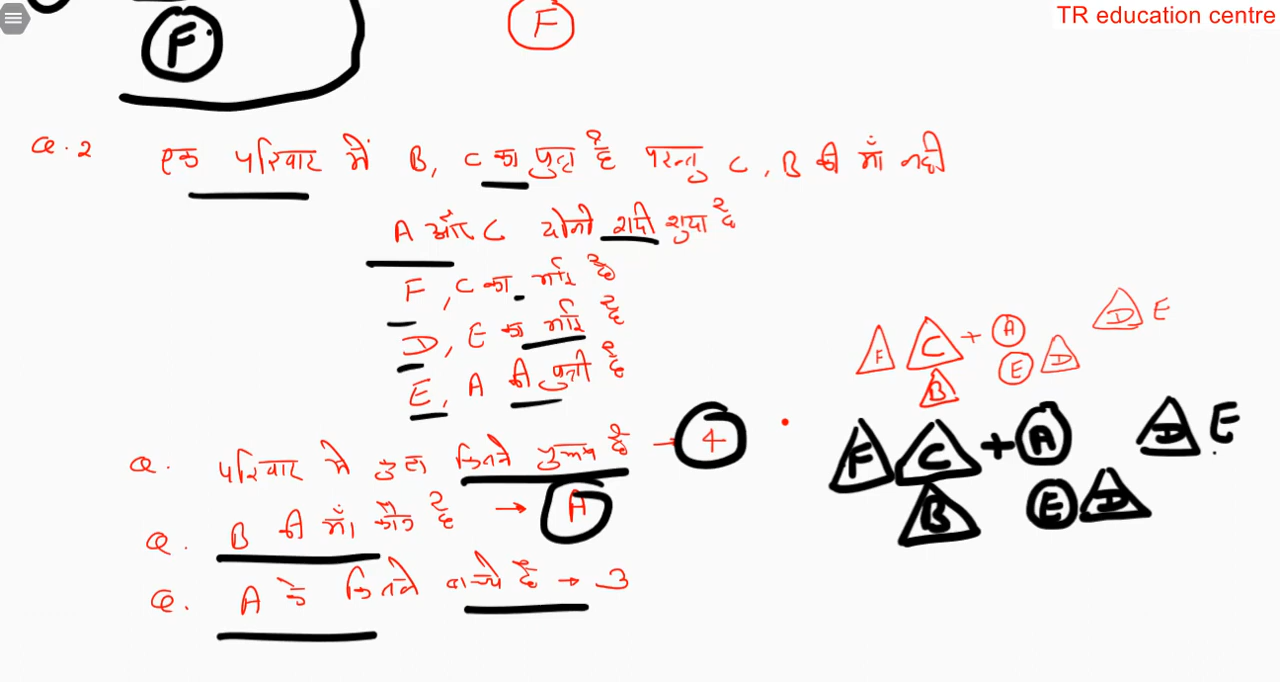 TR education centre
F
F
Q.2 एक परिवार में B, C का पुत्र है परन्तु C, B की माँ नही
A और C दोनो शादी शुदा है
F, C का भाई है
D, E का भाई है
E, A की पुत्री है
Q. परिवार मे कुल कितने पुरुष है → 4
Q. B की माँ कौन है → A
Q. A के कितने बच्चे है → 3
D E
F C + A
E D
B
F C + A D E
B E D